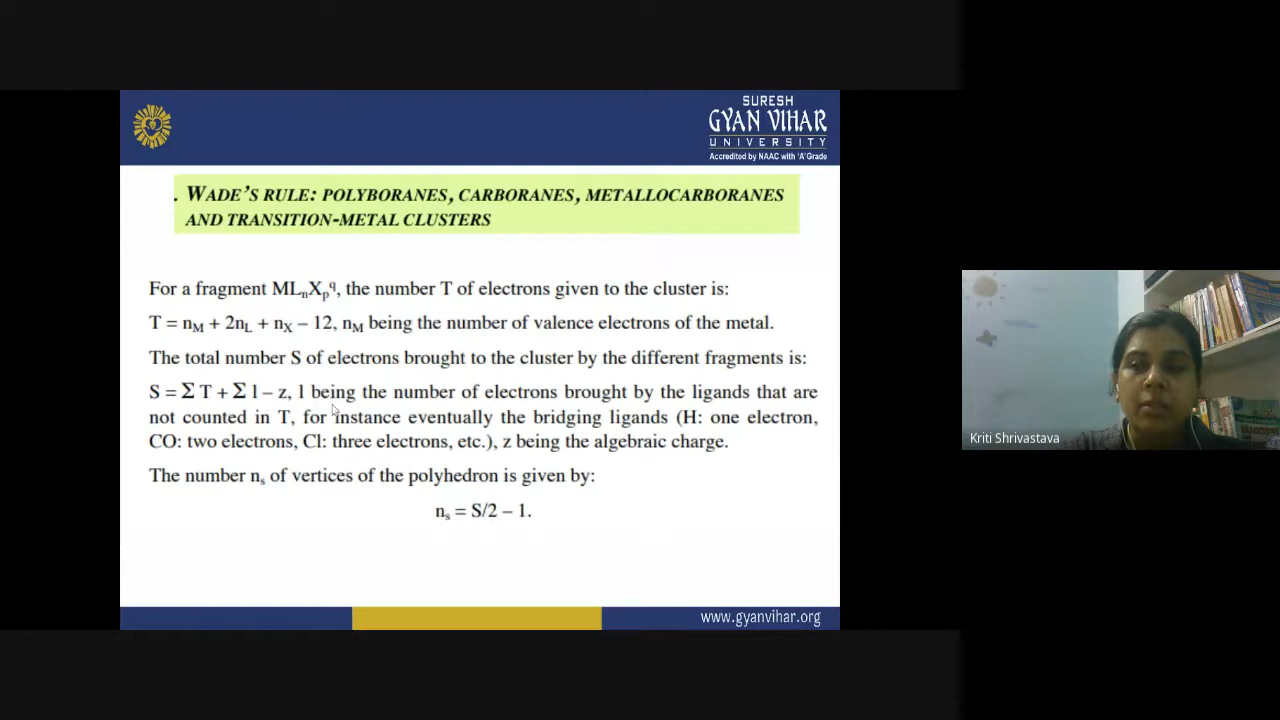 SURESH
GYAN VIHAR
UNIVERSITY
Accredited by NAAC with 'A' Grade
. WADE'S RULE: POLYBORANES, CARBORANES, METALLOCARBORANES
AND TRANSITION-METAL CLUSTERS
For a fragment MLₙXₚ^q, the number T of electrons given to the cluster is:
T = n_M + 2n_L + n_X – 12, n_M being the number of valence electrons of the metal.
The total number S of electrons brought to the cluster by the different fragments is:
S = Σ T + Σ l – z, l being the number of electrons brought by the ligands that are
not counted in T, for instance eventually the bridging ligands (H: one electron,
CO: two electrons, Cl: three electrons, etc.), z being the algebraic charge.
The number nₛ of vertices of the polyhedron is given by:
nₛ = S/2 – 1.
www.gyanvihar.org
Kriti Shrivastava